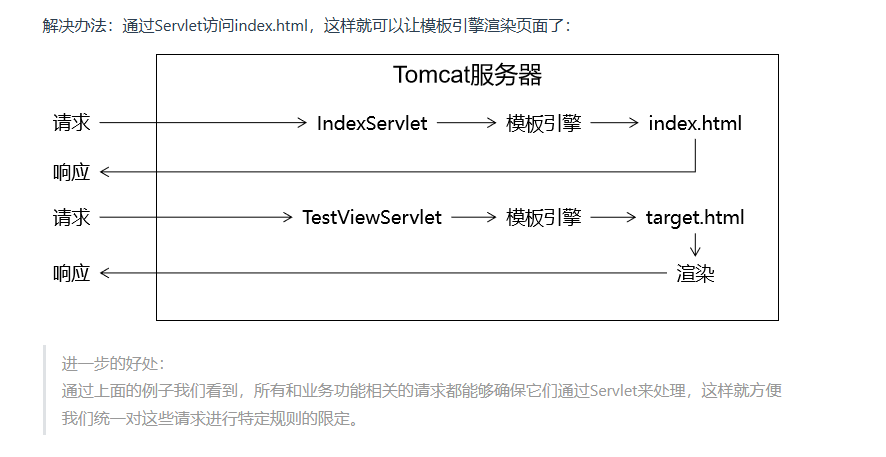 解决办法：通过Servlet访问index.html，这样就可以让模板引擎渲染页面了：
Tomcat服务器
请求 IndexServlet 模板引擎 index.html
响应
请求 TestViewServlet 模板引擎 target.html
响应 渲染
进一步的好处：
通过上面的例子我们看到，所有和业务功能相关的请求都能够确保它们通过Servlet来处理，这样就方便
我们统一对这些请求进行特定规则的限定。